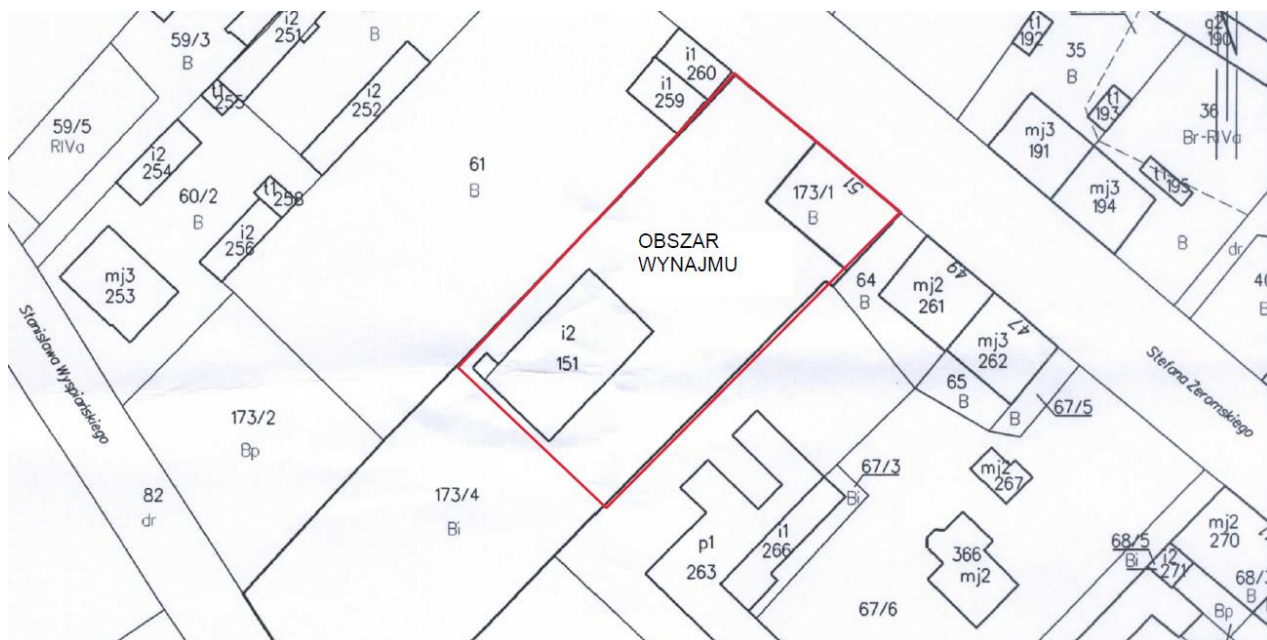 59/3
B
i2
251
B
t1
255
i2
252
59/5
RIVa
i2
254
t1
258
60/2
B
i2
256
mj3
253
61
B
i1
260
i1
259
173/1
B
51
OBSZAR
WYNAJMU
i2
151
64
B
mj2
261
49
mj3
262
47
65
B
B
67/5
t1
192
35
B
t1
193
mj3
191
mj3
194
t1
195
190
36
Br-RIVa
B
dr
Stanisława Wyspiańskiego
Stefana Żeromskiego
173/2
Bp
82
dr
173/4
Bi
67/3
Bi
p1
263
i1
266
mj2
267
366
mj2
67/6
68/5
Bi
i2
271
mj2
270
B
Bp